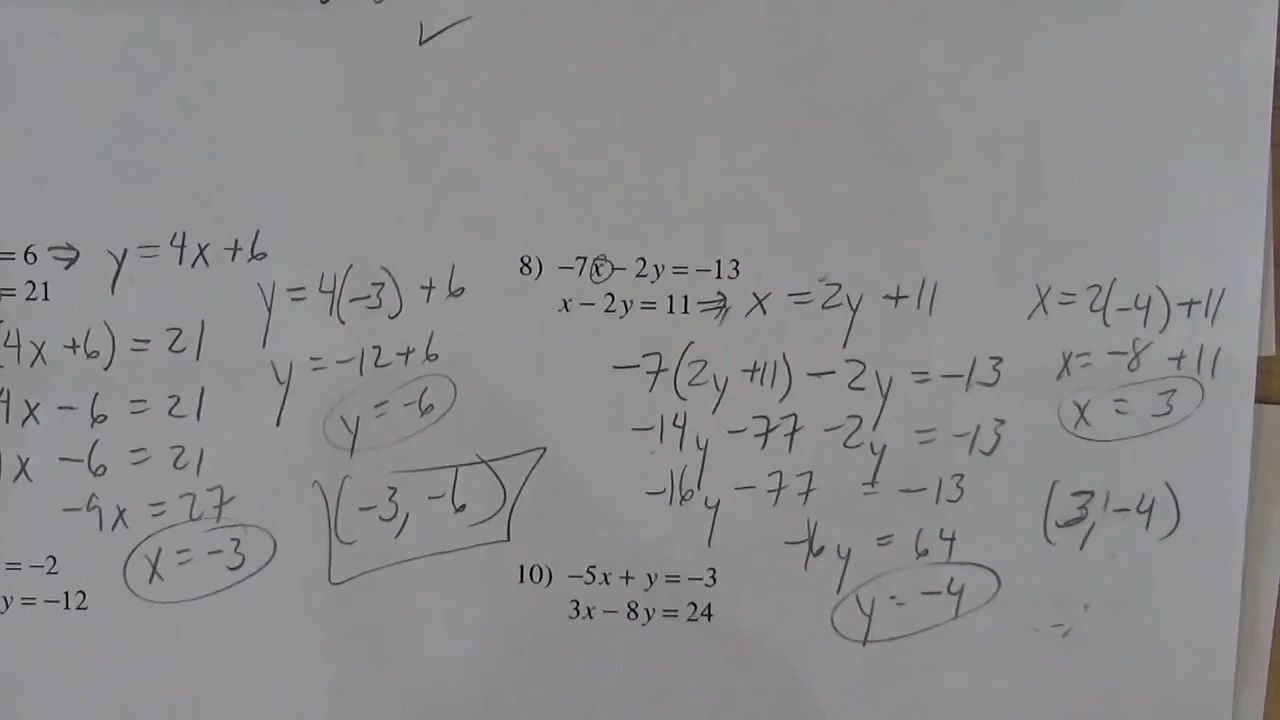 = 6 ⇒ y = 4x + 6
= 21
y = 4(-3) + 6
(4x + 6) = 21
y = -12 + 6
4x - 6 = 21
y = -6
x - 6 = 21
-9x = 27
x = -3
(-3, -6)
= -2
y = -12
8) -7x - 2y = -13
x - 2y = 11 ⇒ x = 2y + 11
-7(2y + 11) - 2y = -13
-14y - 77 - 2y = -13
-16y - 77 = -13
-16y = 64
y = -4
x = 2(-4) + 11
x = -8 + 11
x = 3
(3, -4)
10) -5x + y = -3
3x - 8y = 24